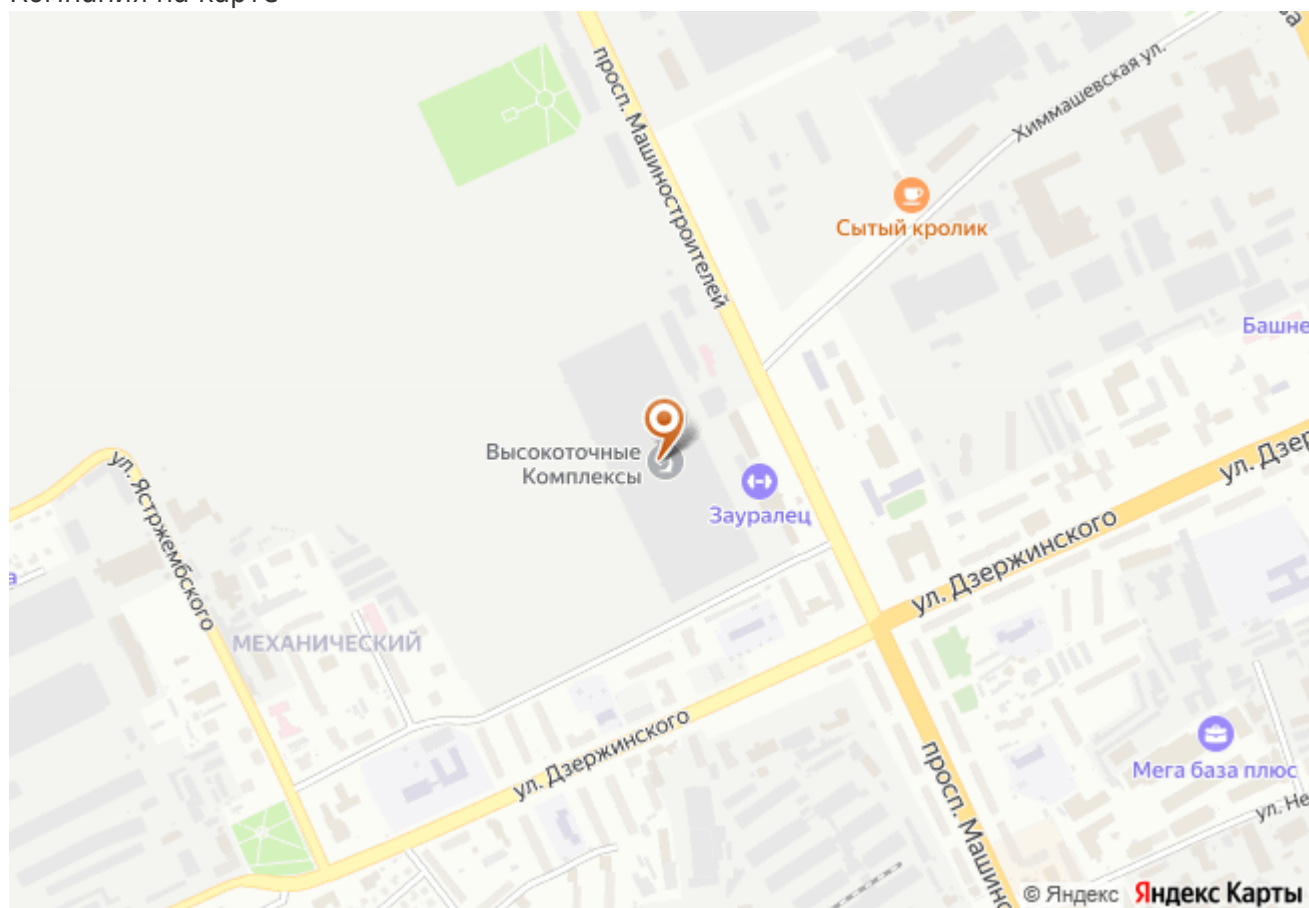 просп. Машиностроителей
Химмашевская ул.
Сытый кролик
Башне
Высокоточные
Комплексы
Зауралец
ул. Дзер
ул. Дзержинского
ул. Ястржембского
МЕХАНИЧЕСКИЙ
ул. Дзержинского
просп. Машино
Мега база плюс
ул. Не
© Яндекс Яндекс Карты